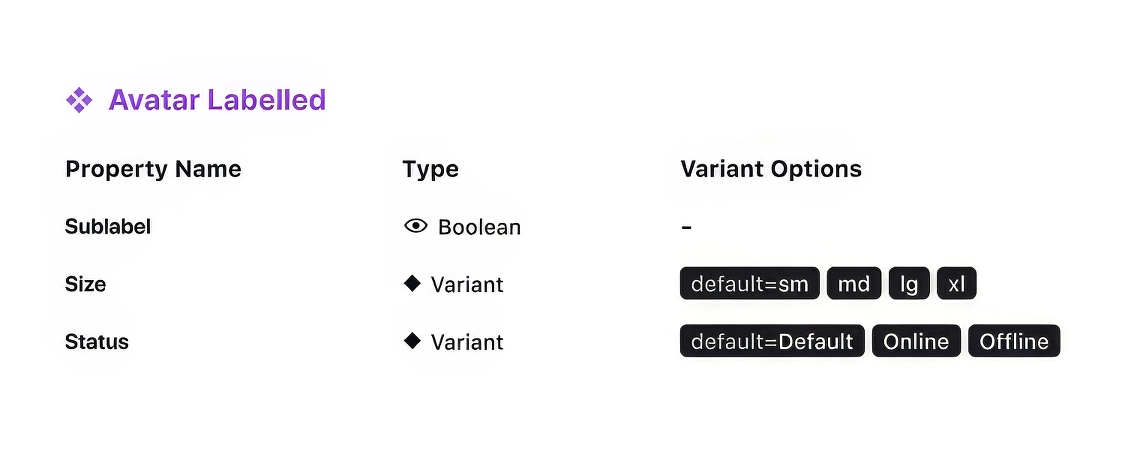 Avatar Labelled
Property Name Type Variant Options
Sublabel Boolean -
Size Variant default=sm md lg xl
Status Variant default=Default Online Offline